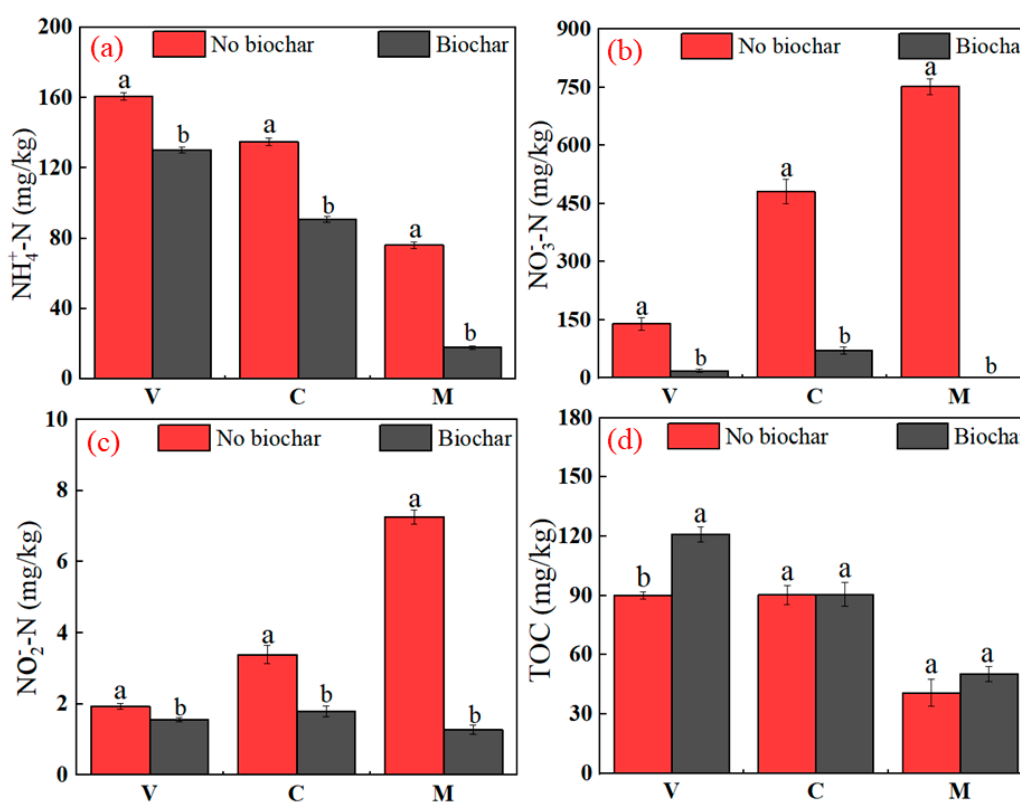 (a)
No biochar
Biochar
200
160
120
80
40
0
NH₄⁺-N (mg/kg)
a
b
a
b
a
b
V
C
M
(b)
No biochar
Biocha
900
750
600
450
300
150
0
NO₃⁻-N (mg/kg)
a
b
a
b
a
b
V
C
M
(c)
No biochar
Biochar
10
8
6
4
2
0
NO₂⁻-N (mg/kg)
a
b
a
b
a
b
V
C
M
(d)
No biochar
Biochar
180
150
120
90
60
30
0
TOC (mg/kg)
b
a
a
a
a
a
V
C
M